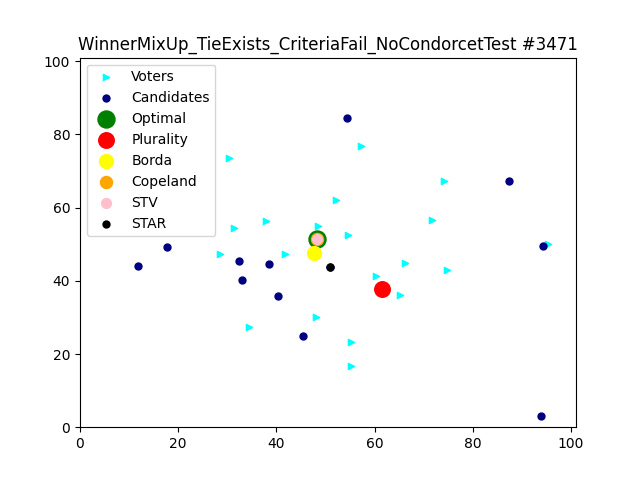 WinnerMixUp_TieExists_CriteriaFail_NoCondorcetTest #3471
100
80
60
40
20
0
Voters
Candidates
Optimal
Plurality
Borda
Copeland
STV
STAR
0 20 40 60 80 100